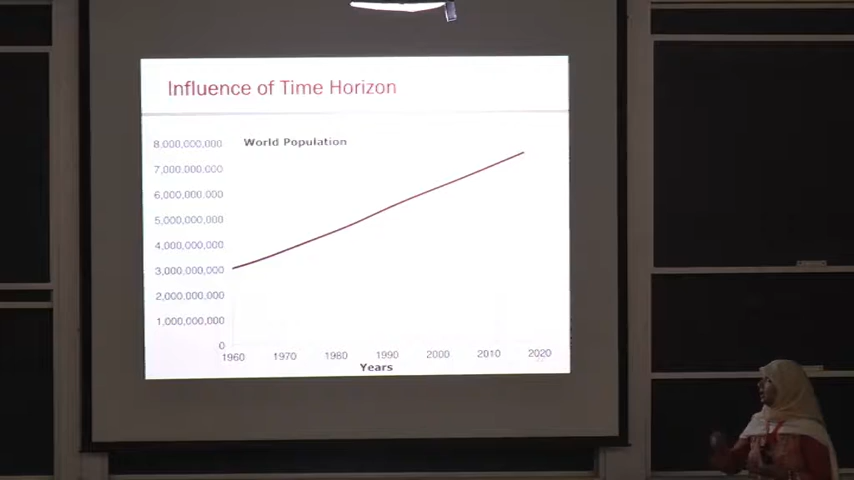 Influence of Time Horizon
World Population
8,000,000,000
7,000,000,000
6,000,000,000
5,000,000,000
4,000,000,000
3,000,000,000
2,000,000,000
1,000,000,000
0
1960 1970 1980 1990 2000 2010 2020
Years